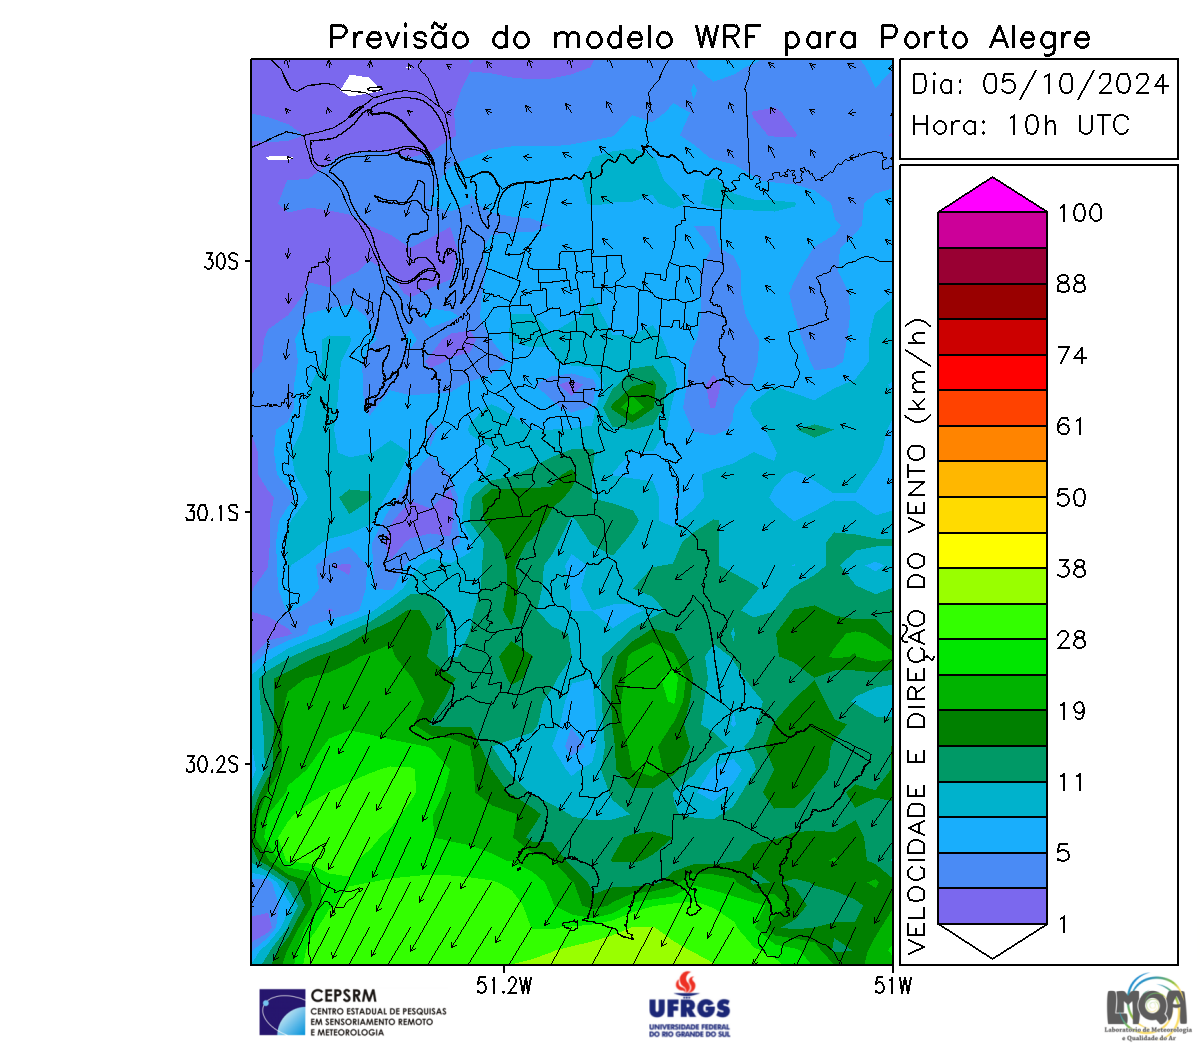 Previsão do modelo WRF para Porto Alegre
Dia: 05/10/2024
Hora: 10h UTC
VELOCIDADE E DIREÇÃO DO VENTO (km/h)
100
88
74
61
50
38
28
19
11
5
1
30S
30.1S
30.2S
51.2W
51W
CEPSRM
CENTRO ESTADUAL DE PESQUISAS
EM SENSORIAMENTO REMOTO
E METEOROLOGIA
UFRGS
UNIVERSIDADE FEDERAL
DO RIO GRANDE DO SUL
LMQA
Laboratório de Meteorologia
e Qualidade do Ar